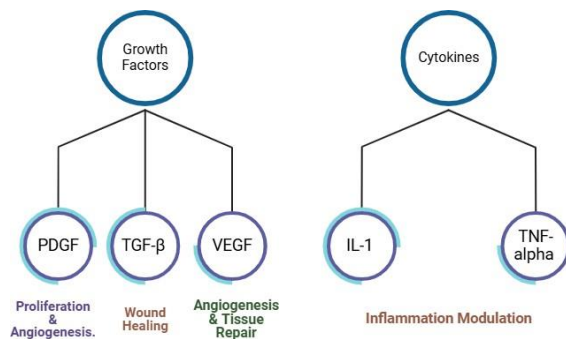 Growth
Factors
Cytokines
PDGF
TGF-β
VEGF
IL-1
TNF-
alpha
Proliferation
&
Angiogenesis.
Wound
Healing
Angiogenesis
& Tissue
Repair
Inflammation Modulation